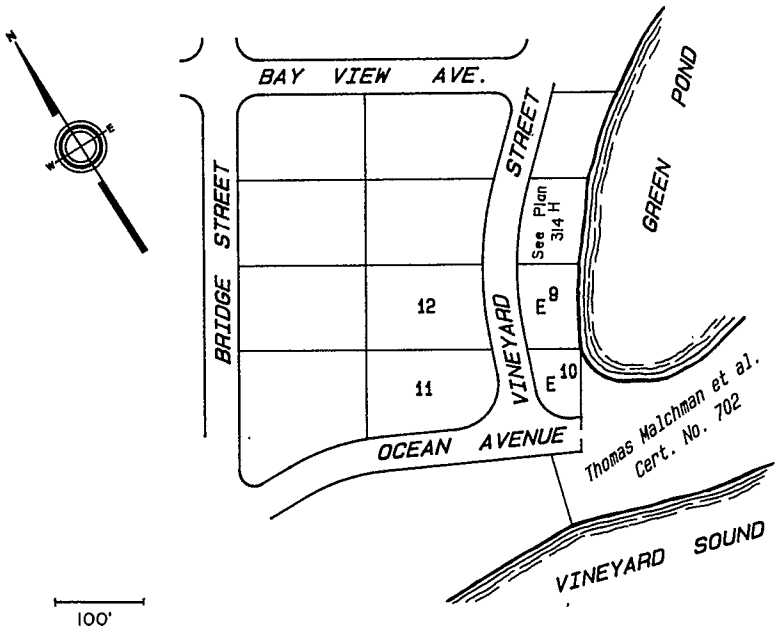 N
E
W
BAY VIEW AVE.
BRIDGE STREET
VINEYARD STREET
GREEN POND
See Plan
314 H
12
E 9
11
E 10
OCEAN AVENUE
Thomas Malchman et al.
Cert. No. 702
VINEYARD SOUND
100'